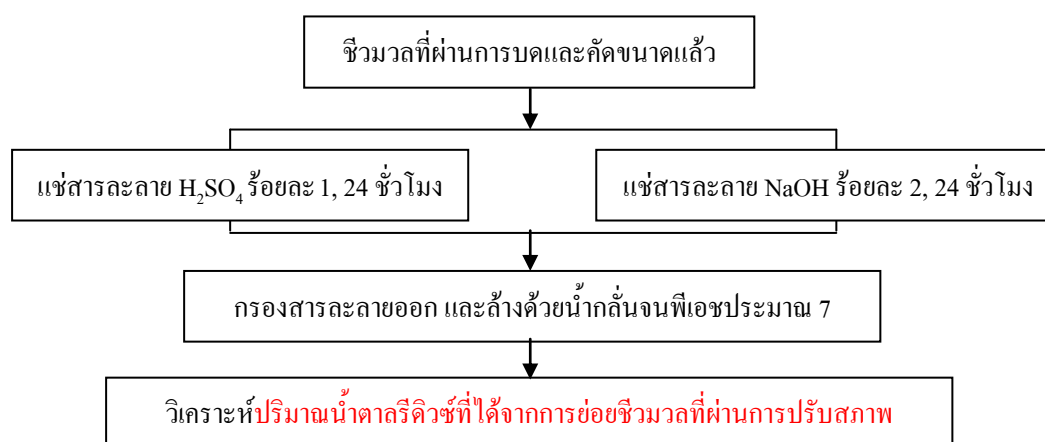 ชีวมวลที่ผ่านการบดและคัดขนาดแล้ว
แช่สารละลาย H₂SO₄ ร้อยละ 1, 24 ชั่วโมง
แช่สารละลาย NaOH ร้อยละ 2, 24 ชั่วโมง
กรองสารละลายออก และล้างด้วยน้ำกลั่นจนพีเอชประมาณ 7
วิเคราะห์ปริมาณน้ำตาลรีดิวซ์ที่ได้จากการย่อยชีวมวลที่ผ่านการปรับสภาพ